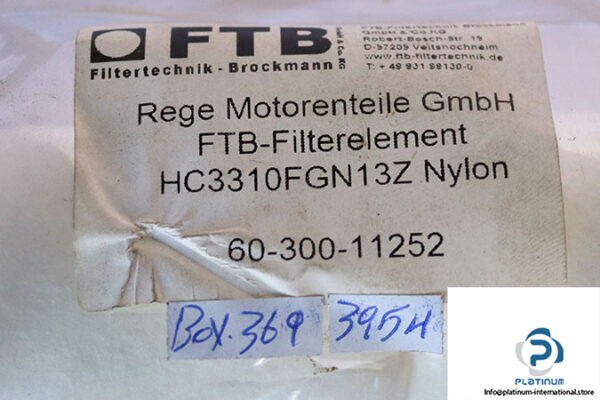 FTB
GmbH & Co. KG
Filtertechnik - Brockmann
FTB-Filtertechnik Brockmann
GmbH & Co. KG
Robert-Bosch-Str. 15
D-97209 Veitshöchheim
www.ftb-filtertechnik.de
T: + 49 931 99130-0
Rege Motorenteile GmbH
FTB-Filterelement
HC3310FGN13Z Nylon
60-300-11252
Box.369
3954
PLATINUM
Info@platinum-international.store